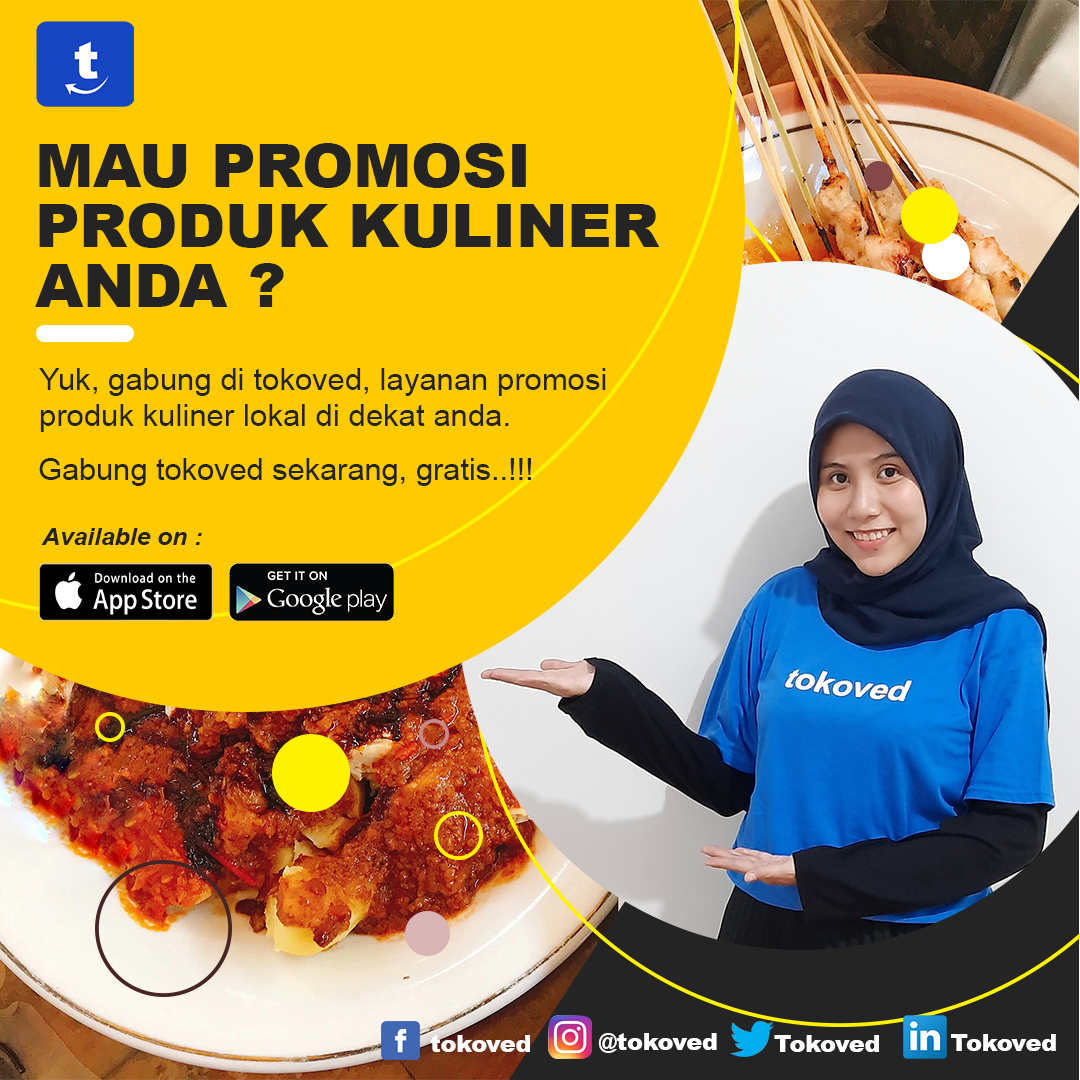 t
MAU PROMOSI
PRODUK KULINER
ANDA ?
Yuk, gabung di tokoved, layanan promosi
produk kuliner lokal di dekat anda.
Gabung tokoved sekarang, gratis..!!!
Available on :
Download on the
App Store
GET IT ON
Google play
tokoved
f tokoved
@tokoved
Tokoved
in Tokoved